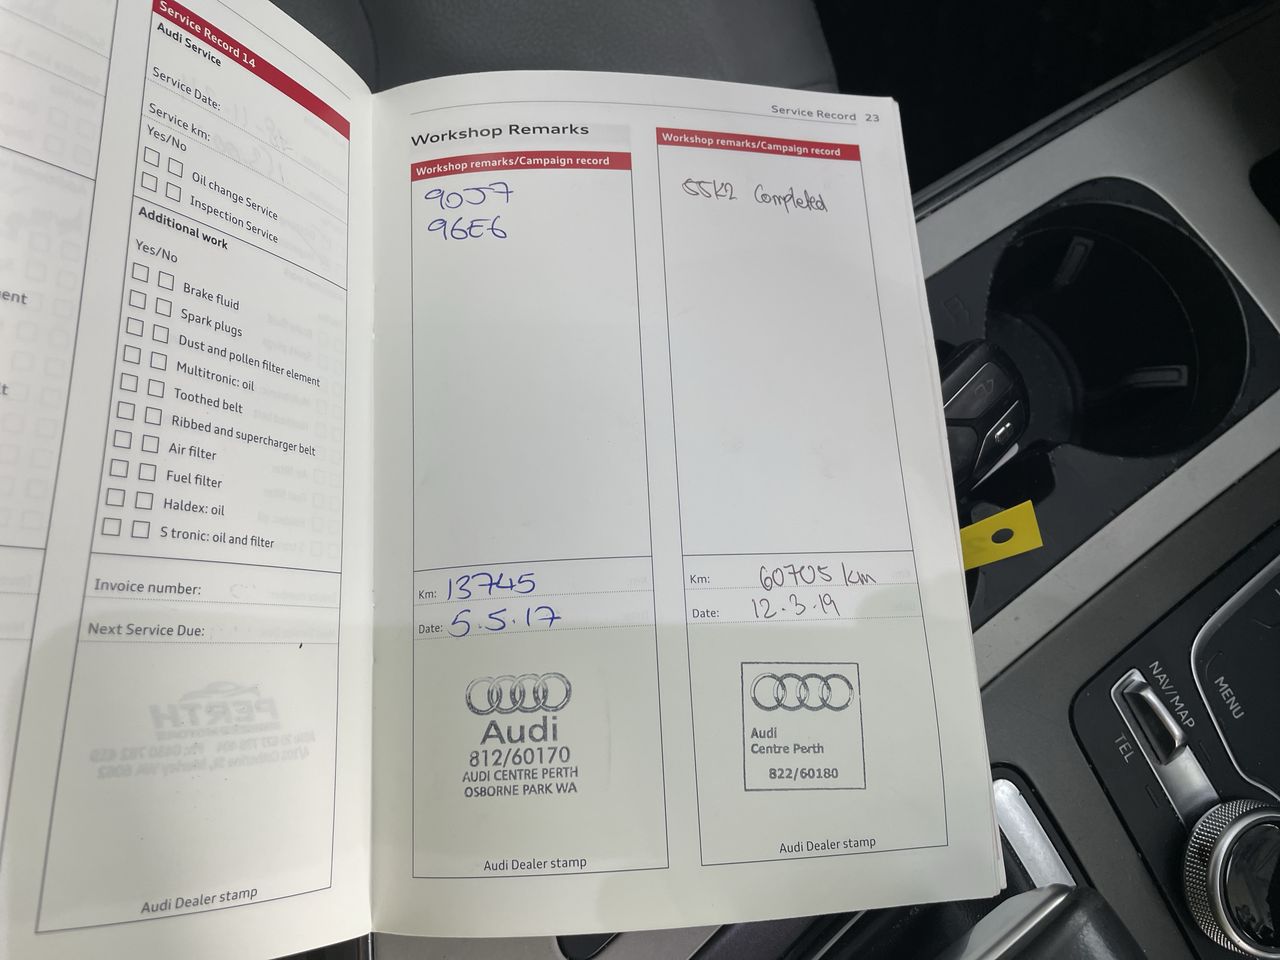 Service Record 14
Audi Service
Service Date:
Service km:
Yes/No
Oil change Service
Inspection Service
Additional work
Yes/No
Brake fluid
Spark plugs
Dust and pollen filter element
Multitronic: oil
Toothed belt
Ribbed and supercharger belt
Air filter
Fuel filter
Haldex: oil
S tronic: oil and filter
Invoice number:
Next Service Due:
PERTH
Audi Dealer stamp
Service Record 23
Workshop Remarks
Workshop remarks/Campaign record
90J7
96E6
Km: 13745
Date: 5.5.17
Audi
812/60170
AUDI CENTRE PERTH
OSBORNE PARK WA
Audi Dealer stamp
Workshop remarks/Campaign record
55K2 Completed
Km: 60705 km
Date: 12.3.19
Audi
Centre Perth
822/60180
Audi Dealer stamp
NAV/MAP
TEL
MENU